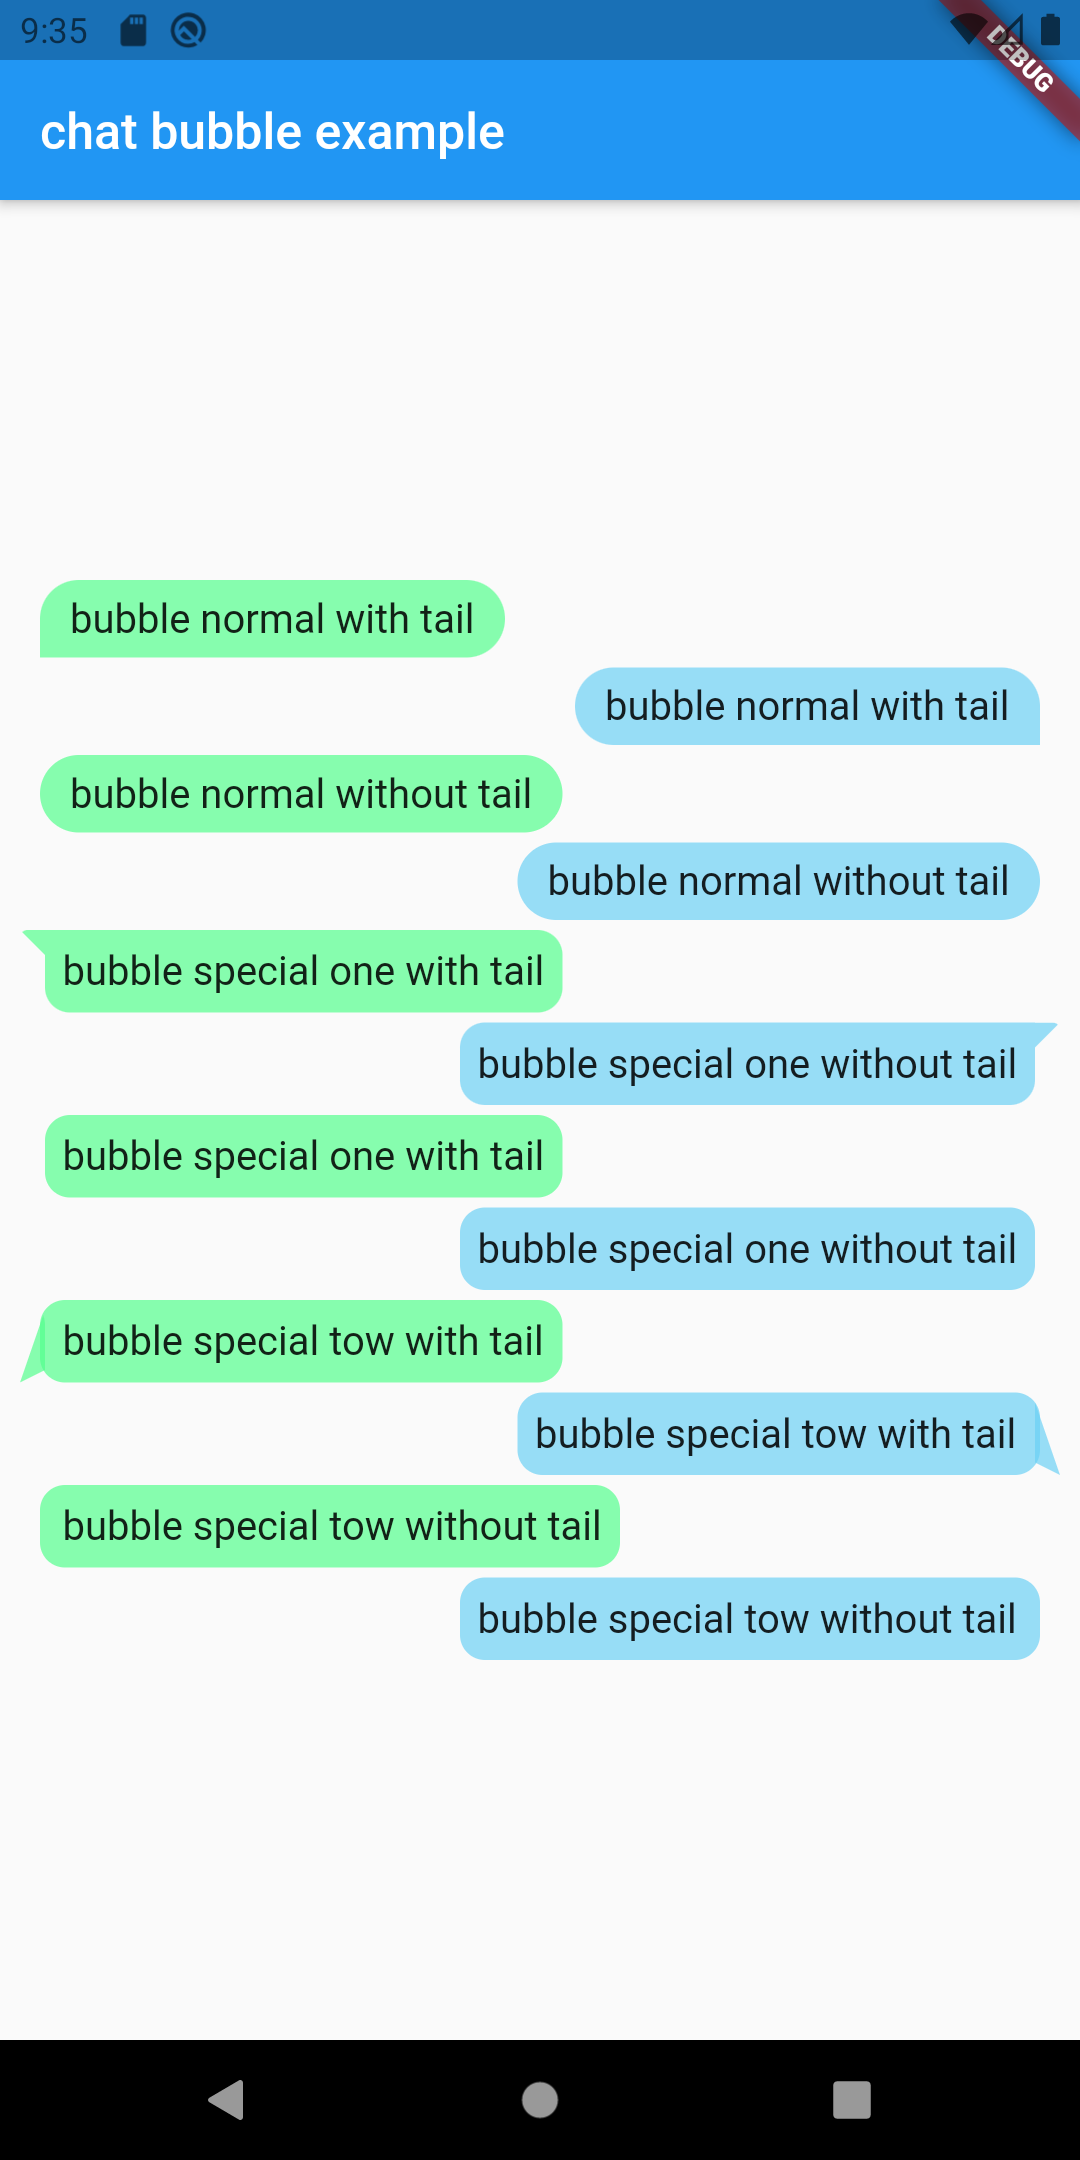 9:35
DEBUG
chat bubble example
bubble normal with tail
bubble normal with tail
bubble normal without tail
bubble normal without tail
bubble special one with tail
bubble special one without tail
bubble special one with tail
bubble special one without tail
bubble special tow with tail
bubble special tow with tail
bubble special tow without tail
bubble special tow without tail